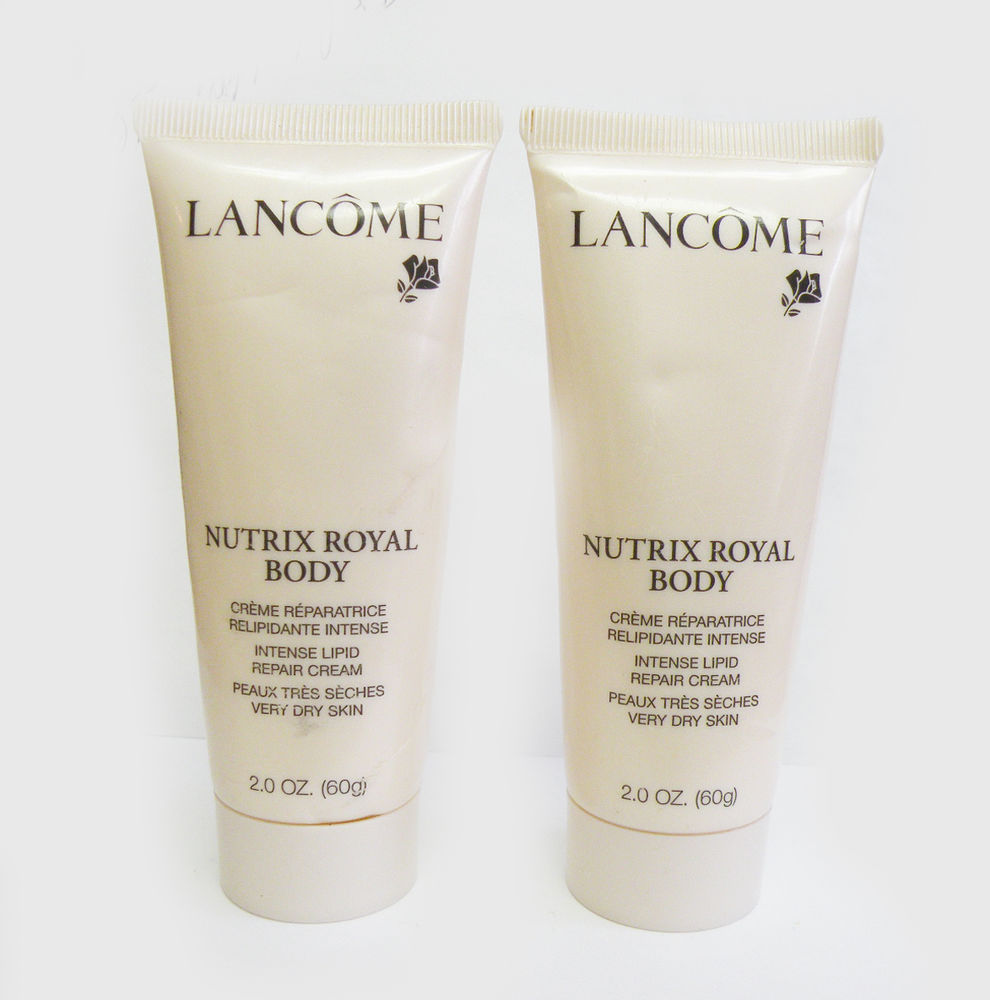 LANCÔME
NUTRIX ROYAL
BODY
CRÈME RÉPARATRICE
RELIPIDANTE INTENSE
INTENSE LIPID
REPAIR CREAM
PEAUX TRÈS SÈCHES
VERY DRY SKIN
2.0 OZ. (60g)
LANCÔME
NUTRIX ROYAL
BODY
CRÈME RÉPARATRICE
RELIPIDANTE INTENSE
INTENSE LIPID
REPAIR CREAM
PEAUX TRÈS SÈCHES
VERY DRY SKIN
2.0 OZ. (60g)